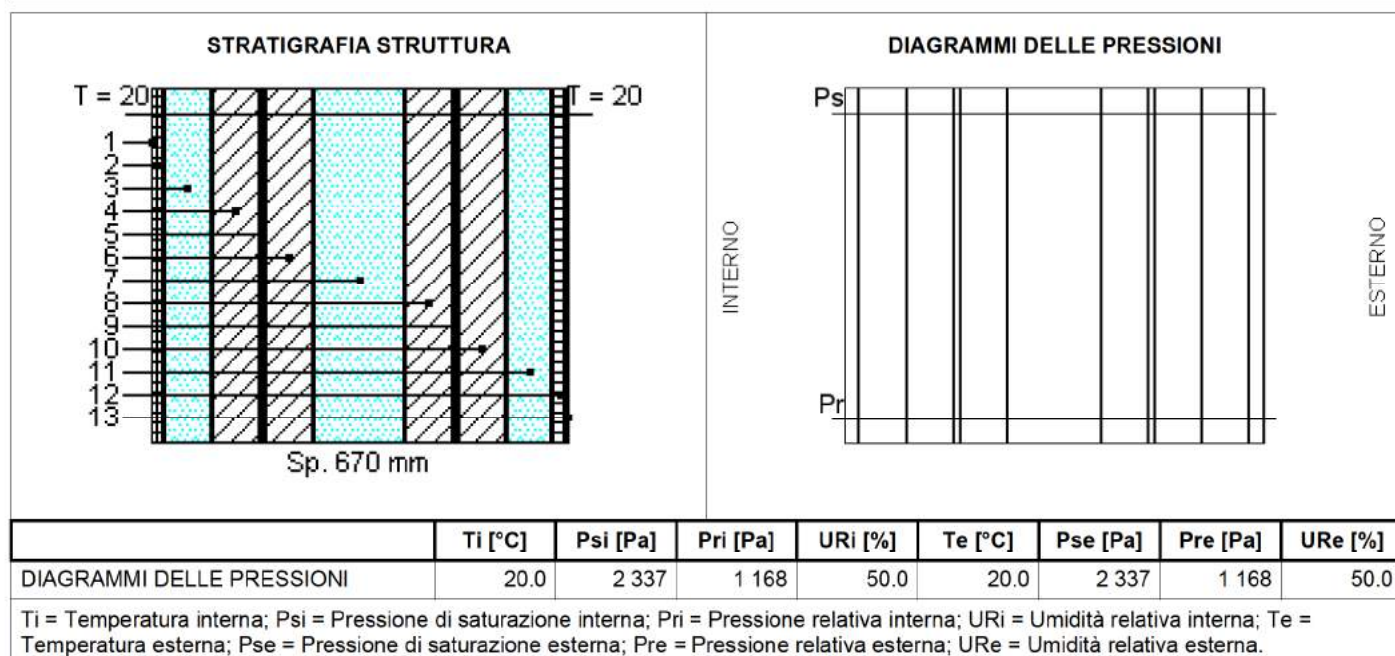 STRATIGRAFIA STRUTTURA
T = 20
T = 20
1
2
3
4
5
6
7
8
9
10
11
12
13
Sp. 670 mm
DIAGRAMMI DELLE PRESSIONI
Ps
Pr
INTERNO
ESTERNO
Ti [°C] Psi [Pa] Pri [Pa] URi [%] Te [°C] Pse [Pa] Pre [Pa] URe [%]
DIAGRAMMI DELLE PRESSIONI 20.0 2 337 1 168 50.0 20.0 2 337 1 168 50.0
Ti = Temperatura interna; Psi = Pressione di saturazione interna; Pri = Pressione relativa interna; URi = Umidità relativa interna; Te =
Temperatura esterna; Pse = Pressione di saturazione esterna; Pre = Pressione relativa esterna; URe = Umidità relativa esterna.